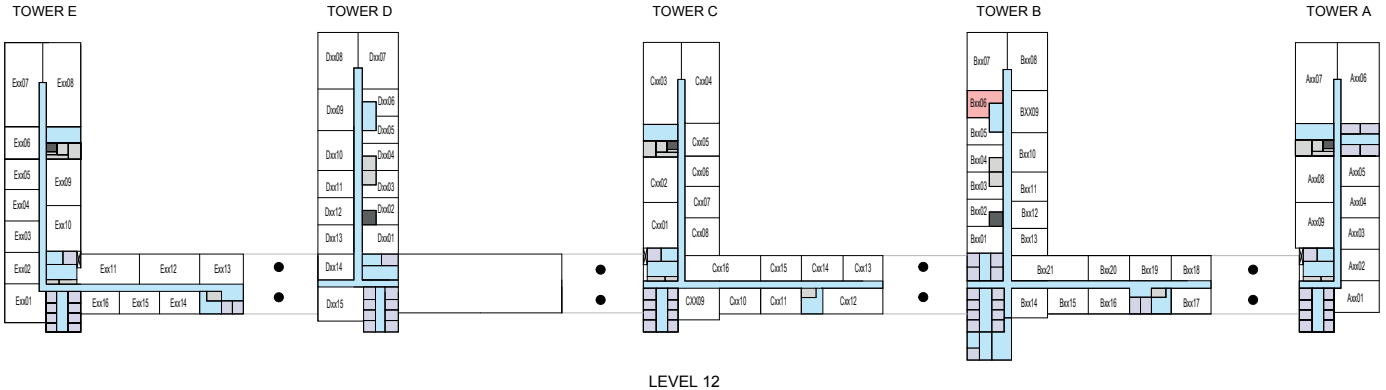 TOWER E
TOWER D
TOWER C
TOWER B
TOWER A
Exx07
Exx08
Exx06
Exx05
Exx09
Exx04
Exx03
Exx10
Exx02
Exx11
Exx12
Exx13
Exx01
Exx16
Exx15
Exx14
Dxx08
Dxx07
Dxx09
Dxx06
Dxx05
Dxx10
Dxx04
Dxx11
Dxx03
Dxx12
Dxx02
Dxx13
Dxx01
Dxx14
Dxx15
Cxx03
Cxx04
Cxx05
Cxx02
Cxx06
Cxx07
Cxx01
Cxx08
Cxx16
Cxx15
Cxx14
Cxx13
CXX09
Cxx10
Cxx11
Cxx12
Bxx07
Bxx08
Bxx06
BXX09
Bxx05
Bxx04
Bxx10
Bxx03
Bxx11
Bxx02
Bxx12
Bxx01
Bxx13
Bxx21
Bxx20
Bxx19
Bxx18
Bxx14
Bxx15
Bxx16
Bxx17
Axx07
Axx06
Axx08
Axx05
Axx04
Axx09
Axx03
Axx02
Axx01
LEVEL 12